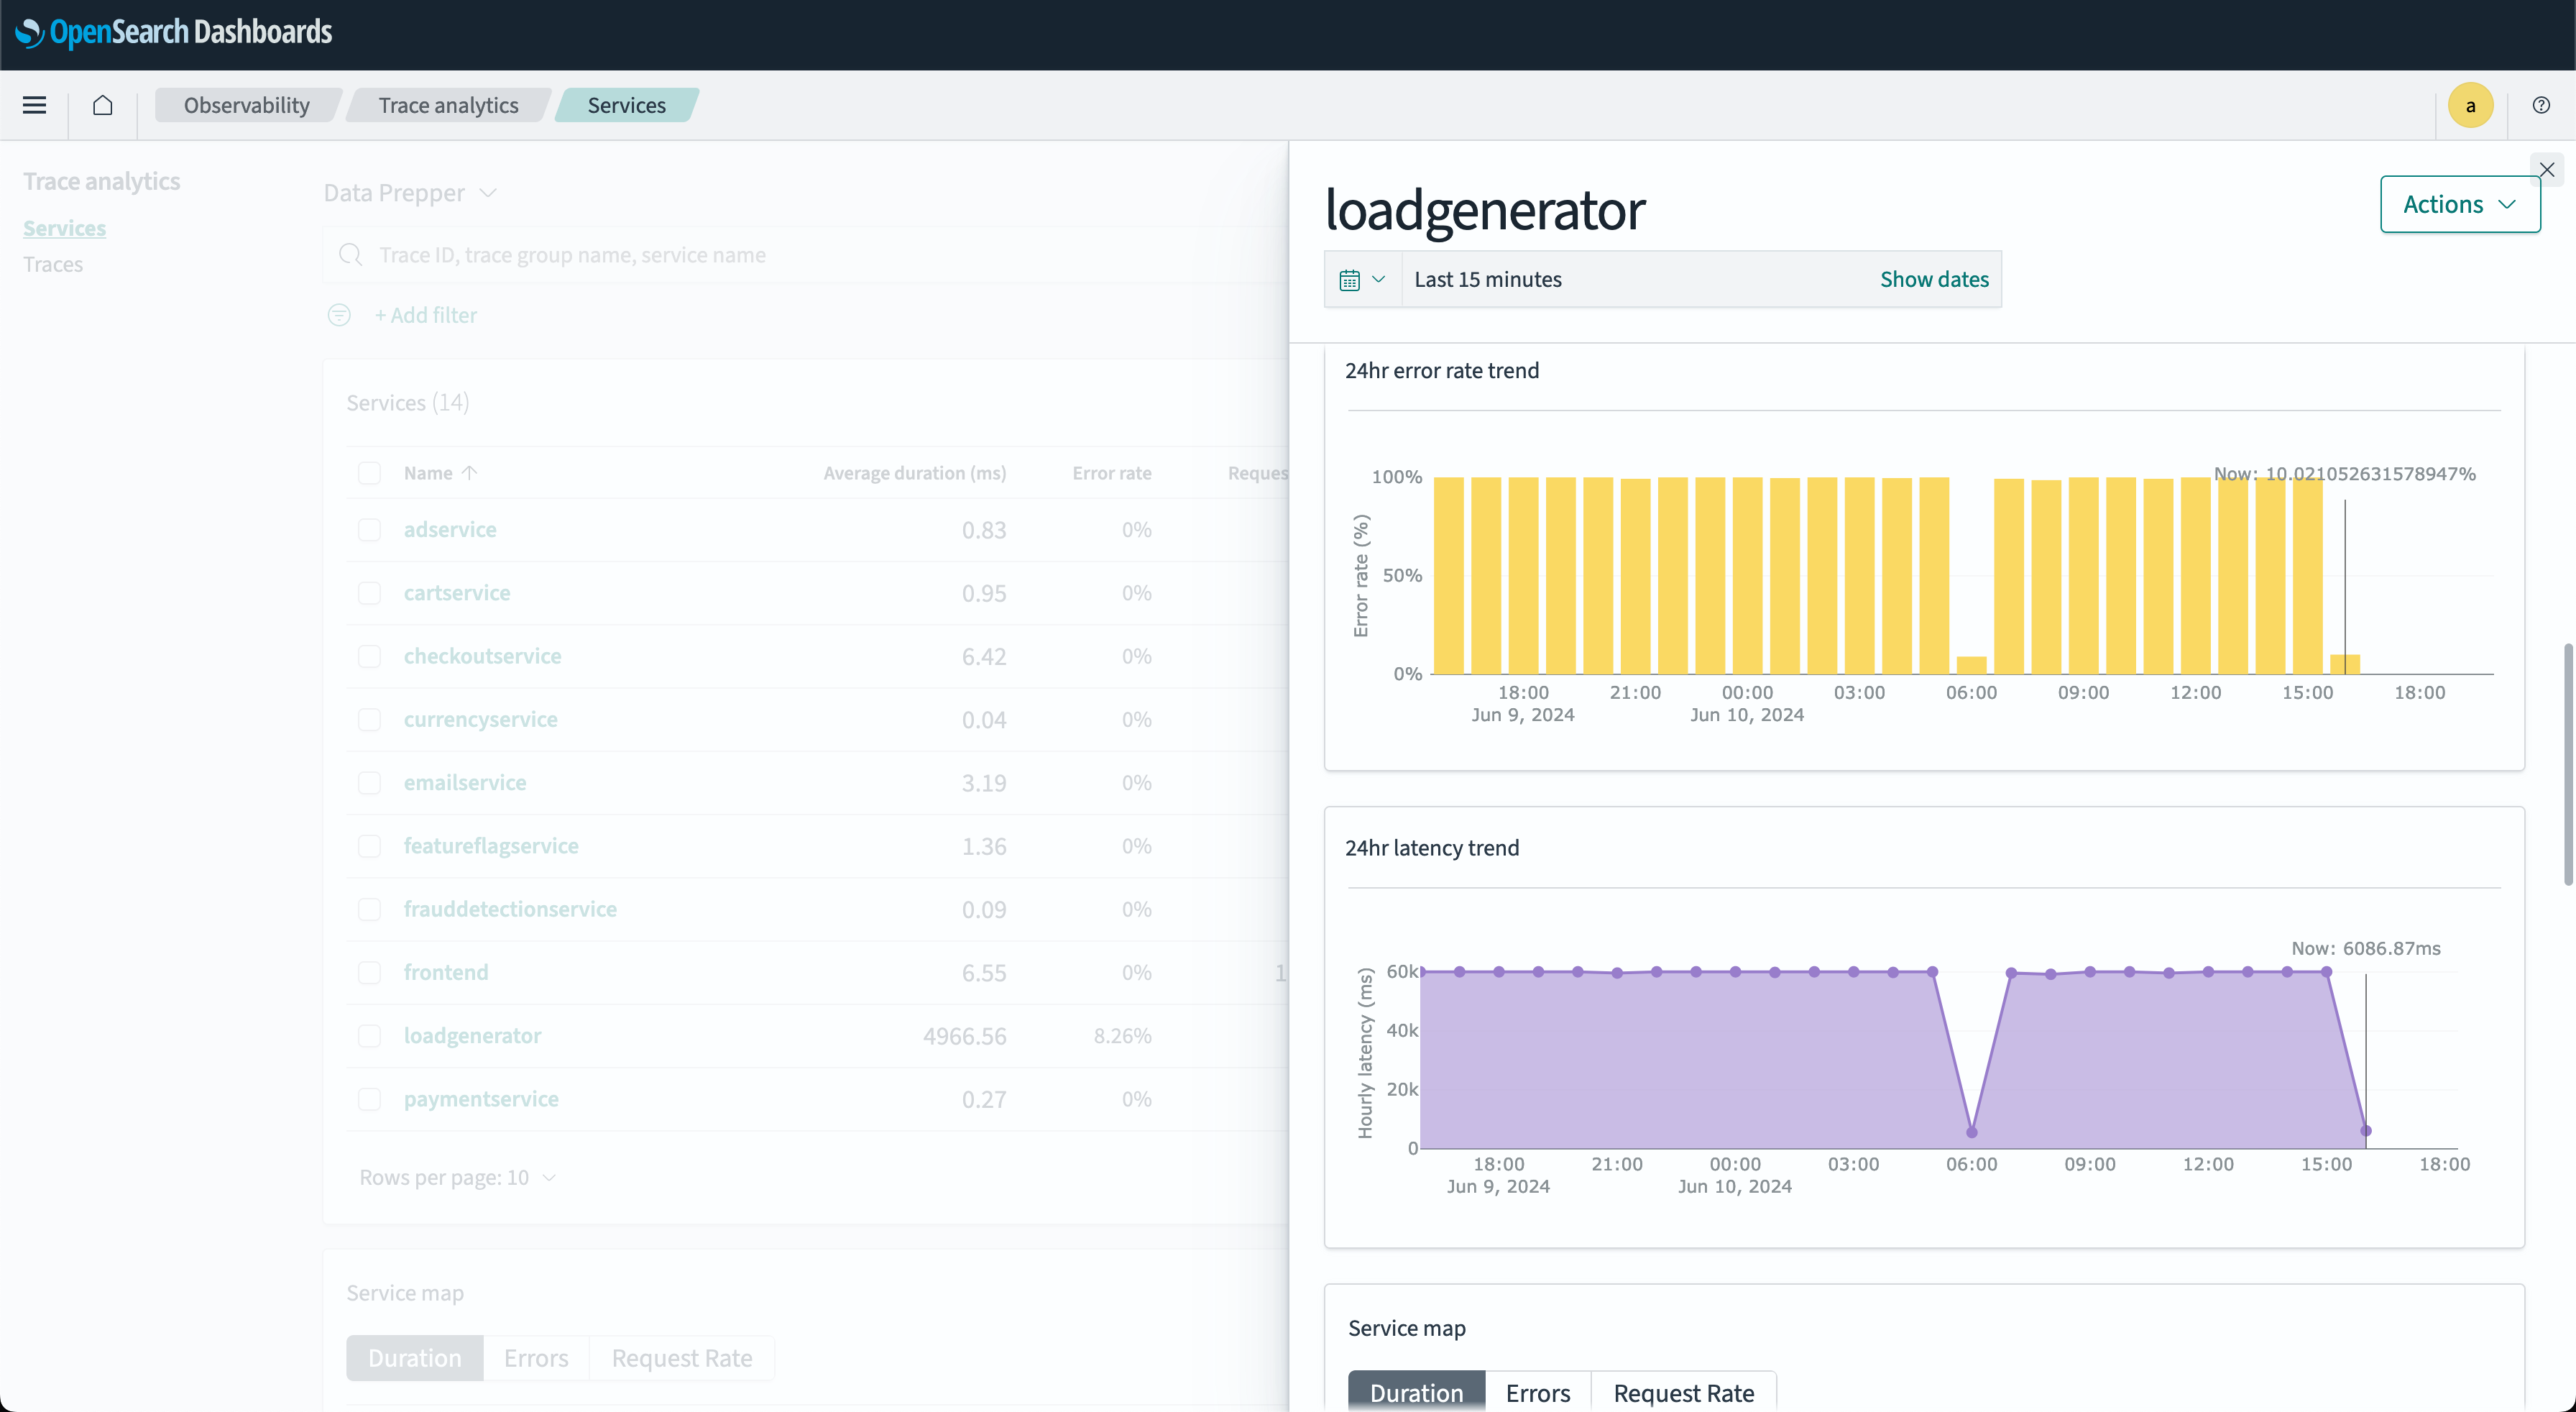 OpenSearch Dashboards
Observability
Trace analytics
Services
a
Trace analytics
Services
Traces
Data Prepper
Trace ID, trace group name, service name
+ Add filter
Services (14)
Name
Average duration (ms)
Error rate
Reques
adservice
0.83
0%
cartservice
0.95
0%
checkoutservice
6.42
0%
currencyservice
0.04
0%
emailservice
3.19
0%
featureflagservice
1.36
0%
frauddetectionservice
0.09
0%
frontend
6.55
0%
1
loadgenerator
4966.56
8.26%
paymentservice
0.27
0%
Rows per page: 10
Service map
Duration
Errors
Request Rate
loadgenerator
Actions
Last 15 minutes
Show dates
24hr error rate trend
Now: 10.021052631578947%
Error rate (%)
100%
50%
0%
18:00
21:00
00:00
03:00
06:00
09:00
12:00
15:00
18:00
Jun 9, 2024
Jun 10, 2024
24hr latency trend
Now: 6086.87ms
Hourly latency (ms)
60k
40k
20k
0
18:00
21:00
00:00
03:00
06:00
09:00
12:00
15:00
18:00
Jun 9, 2024
Jun 10, 2024
Service map
Duration
Errors
Request Rate